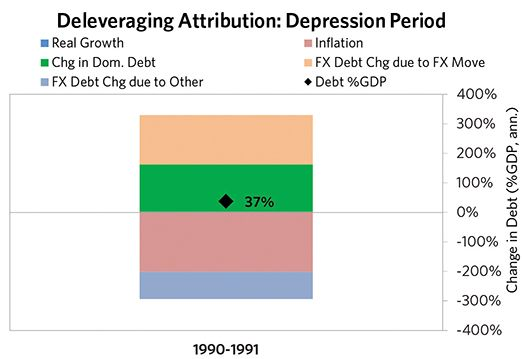 Deleveraging Attribution: Depression Period
Real Growth
Inflation
Chg in Dom. Debt
FX Debt Chg due to FX Move
FX Debt Chg due to Other
Debt %GDP
400%
300%
200%
100%
0%
-100%
-200%
-300%
-400%
Change in Debt (%GDP, ann.)
37%
1990-1991